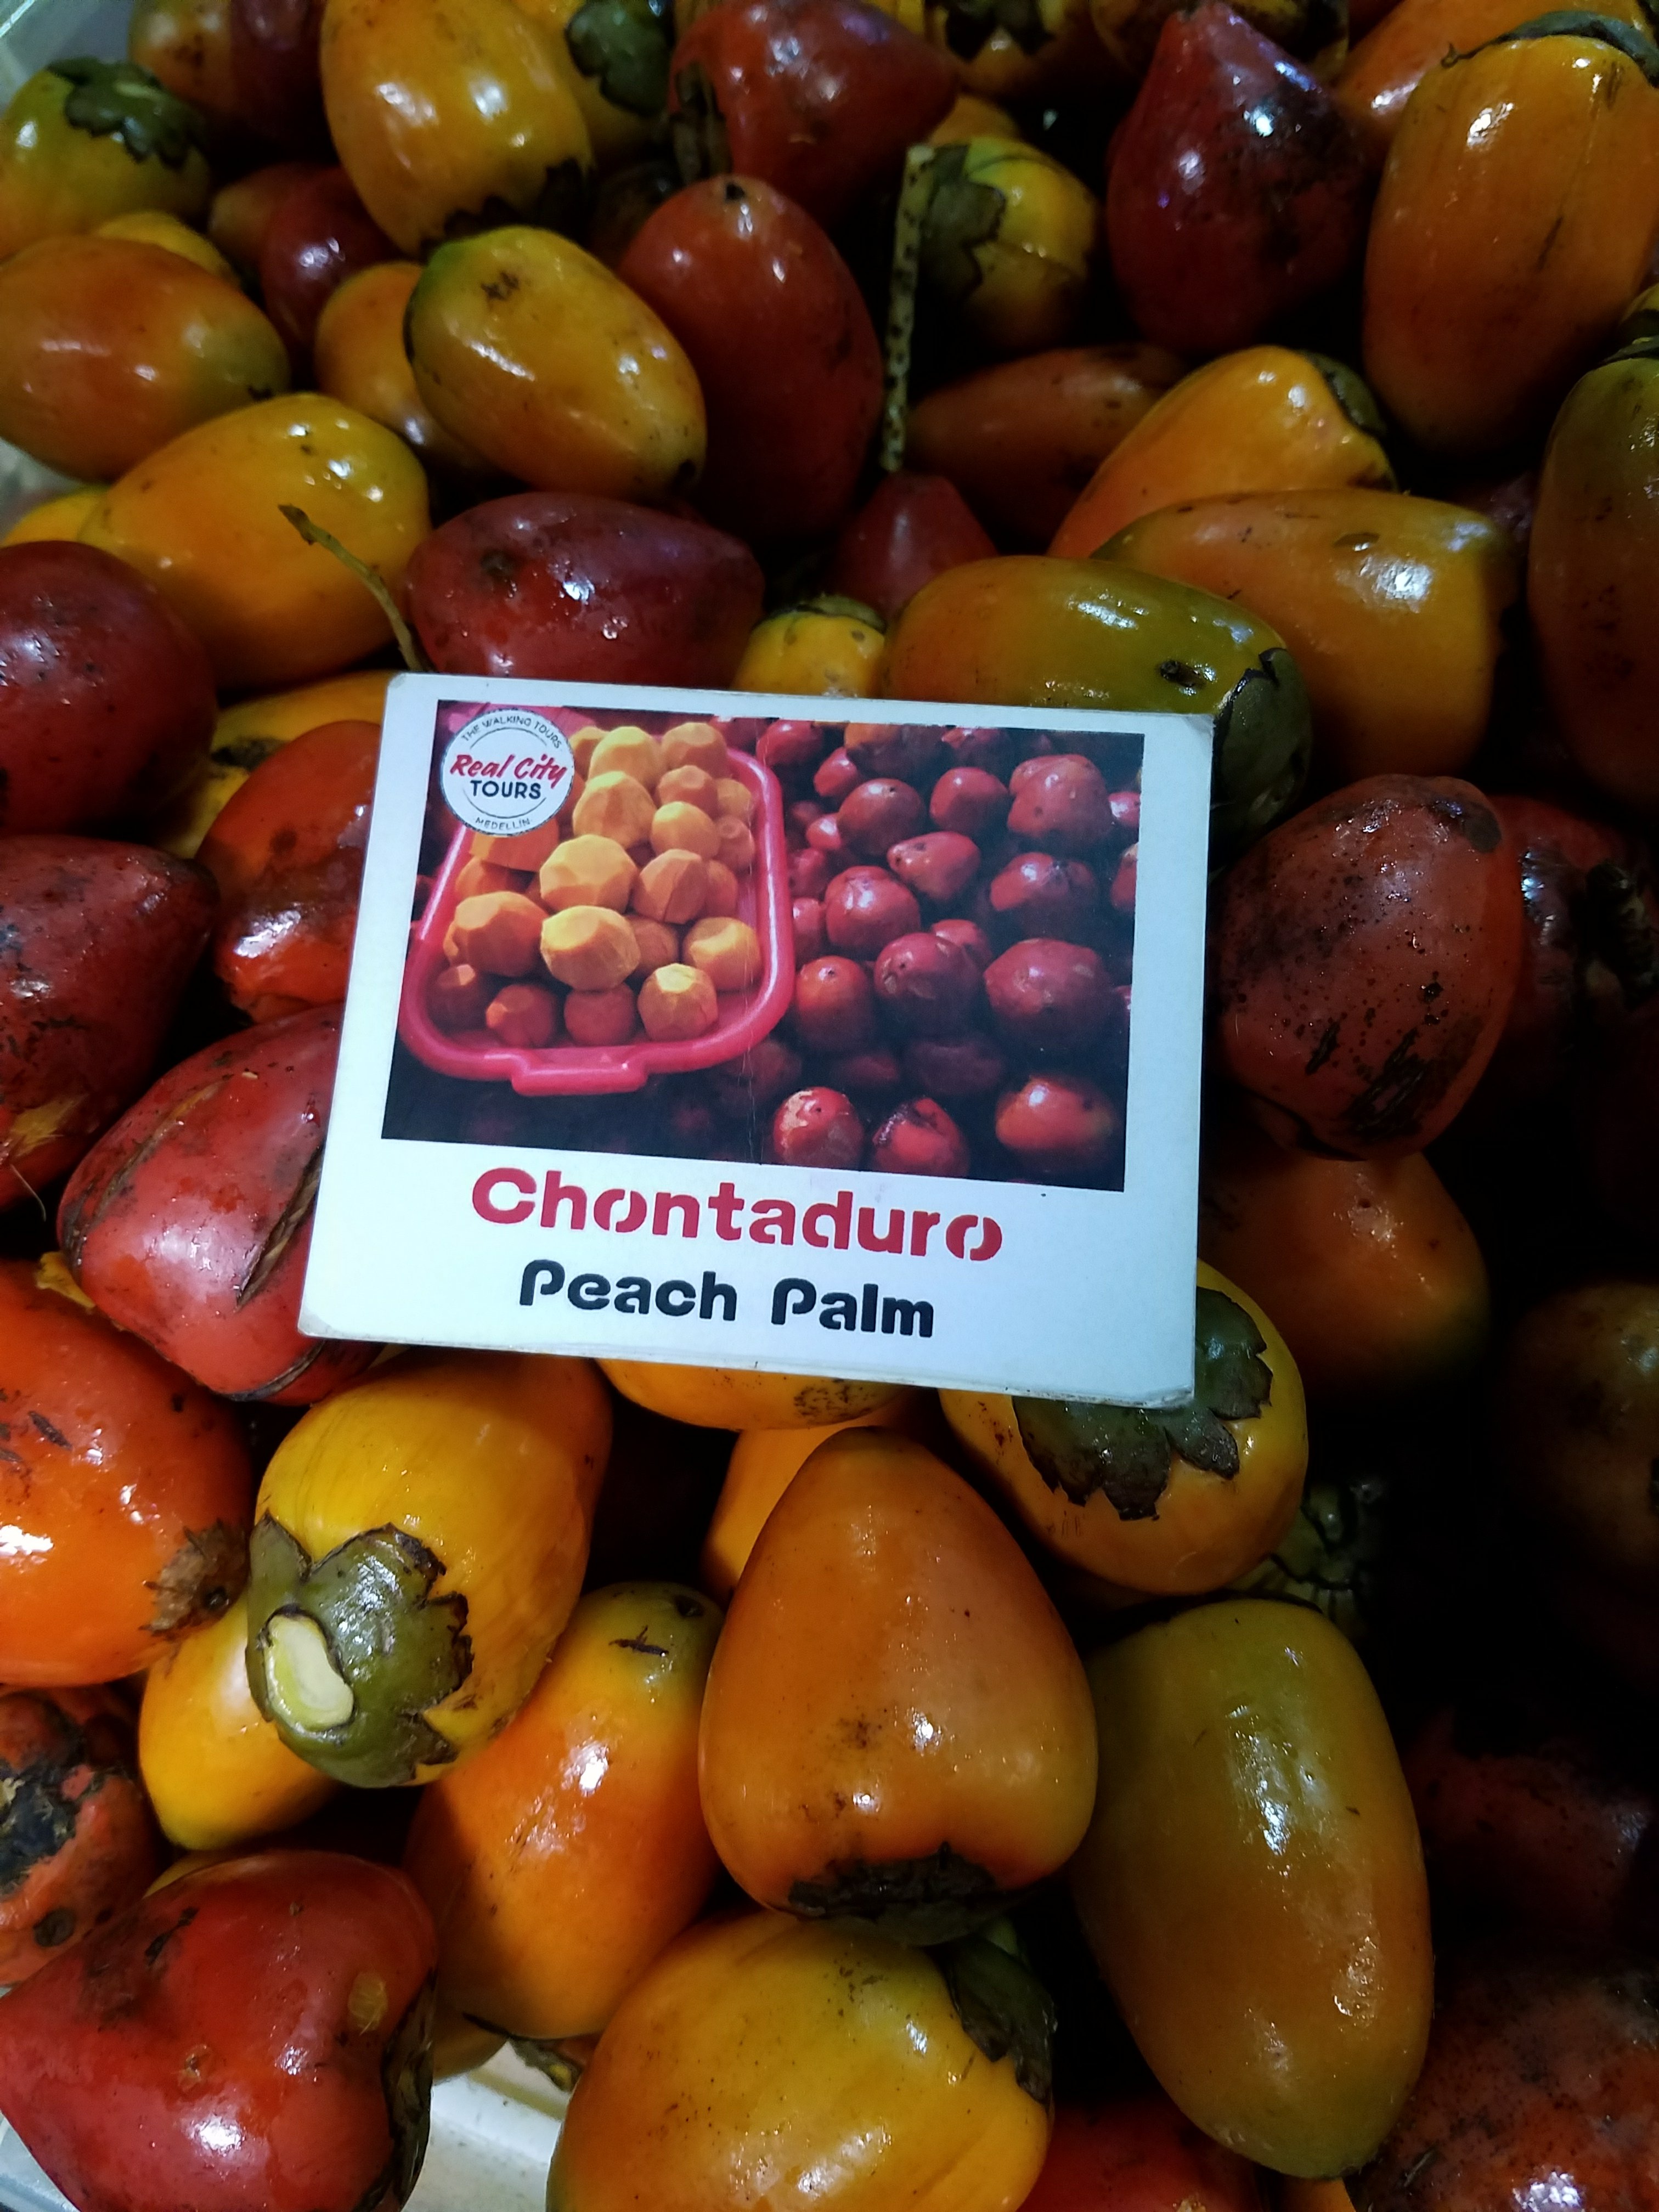 THE WALKING TOURS
Real City
TOURS
MEDELLIN
Chontaduro
Peach Palm